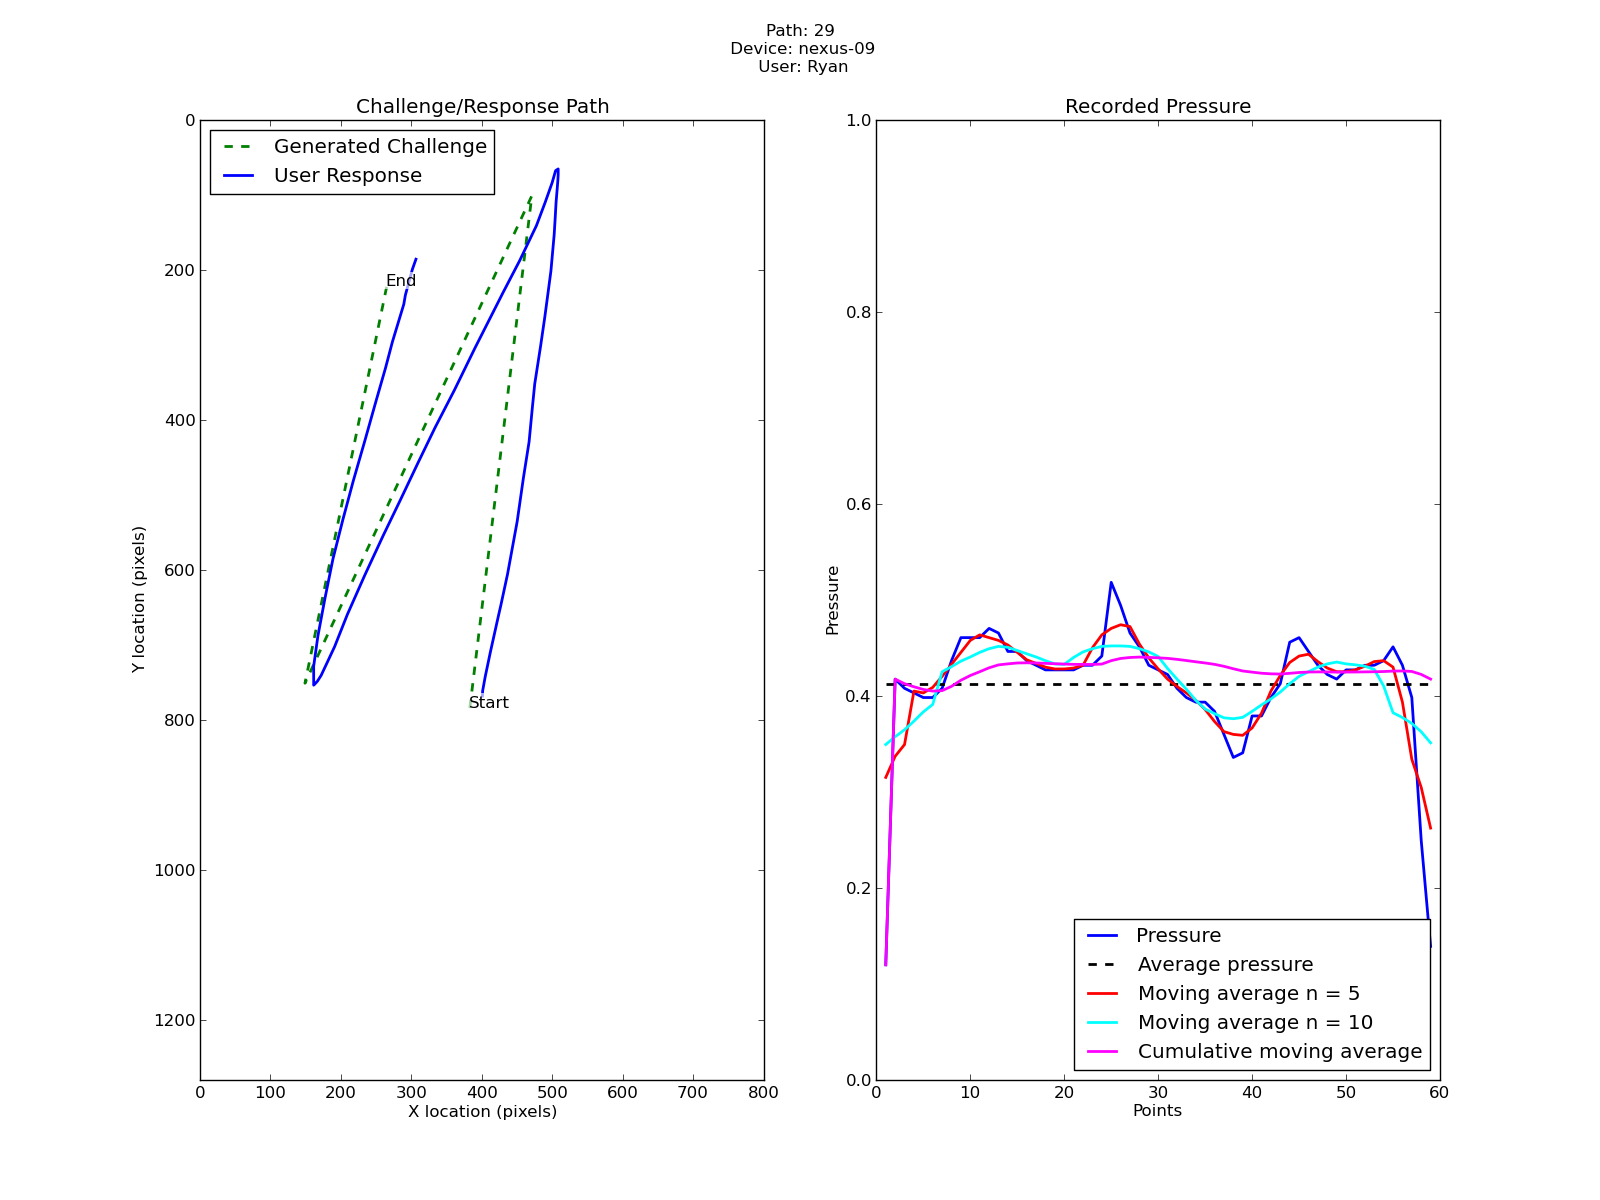 Path: 29
Device: nexus-09
User: Ryan
Challenge/Response Path
Generated Challenge
User Response
End
Start
0
200
400
600
800
1000
1200
Y location (pixels)
0 100 200 300 400 500 600 700 800
X location (pixels)
Recorded Pressure
1.0
0.8
0.6
0.4
0.2
0.0
Pressure
Pressure
Average pressure
Moving average n = 5
Moving average n = 10
Cumulative moving average
0 10 20 30 40 50 60
Points